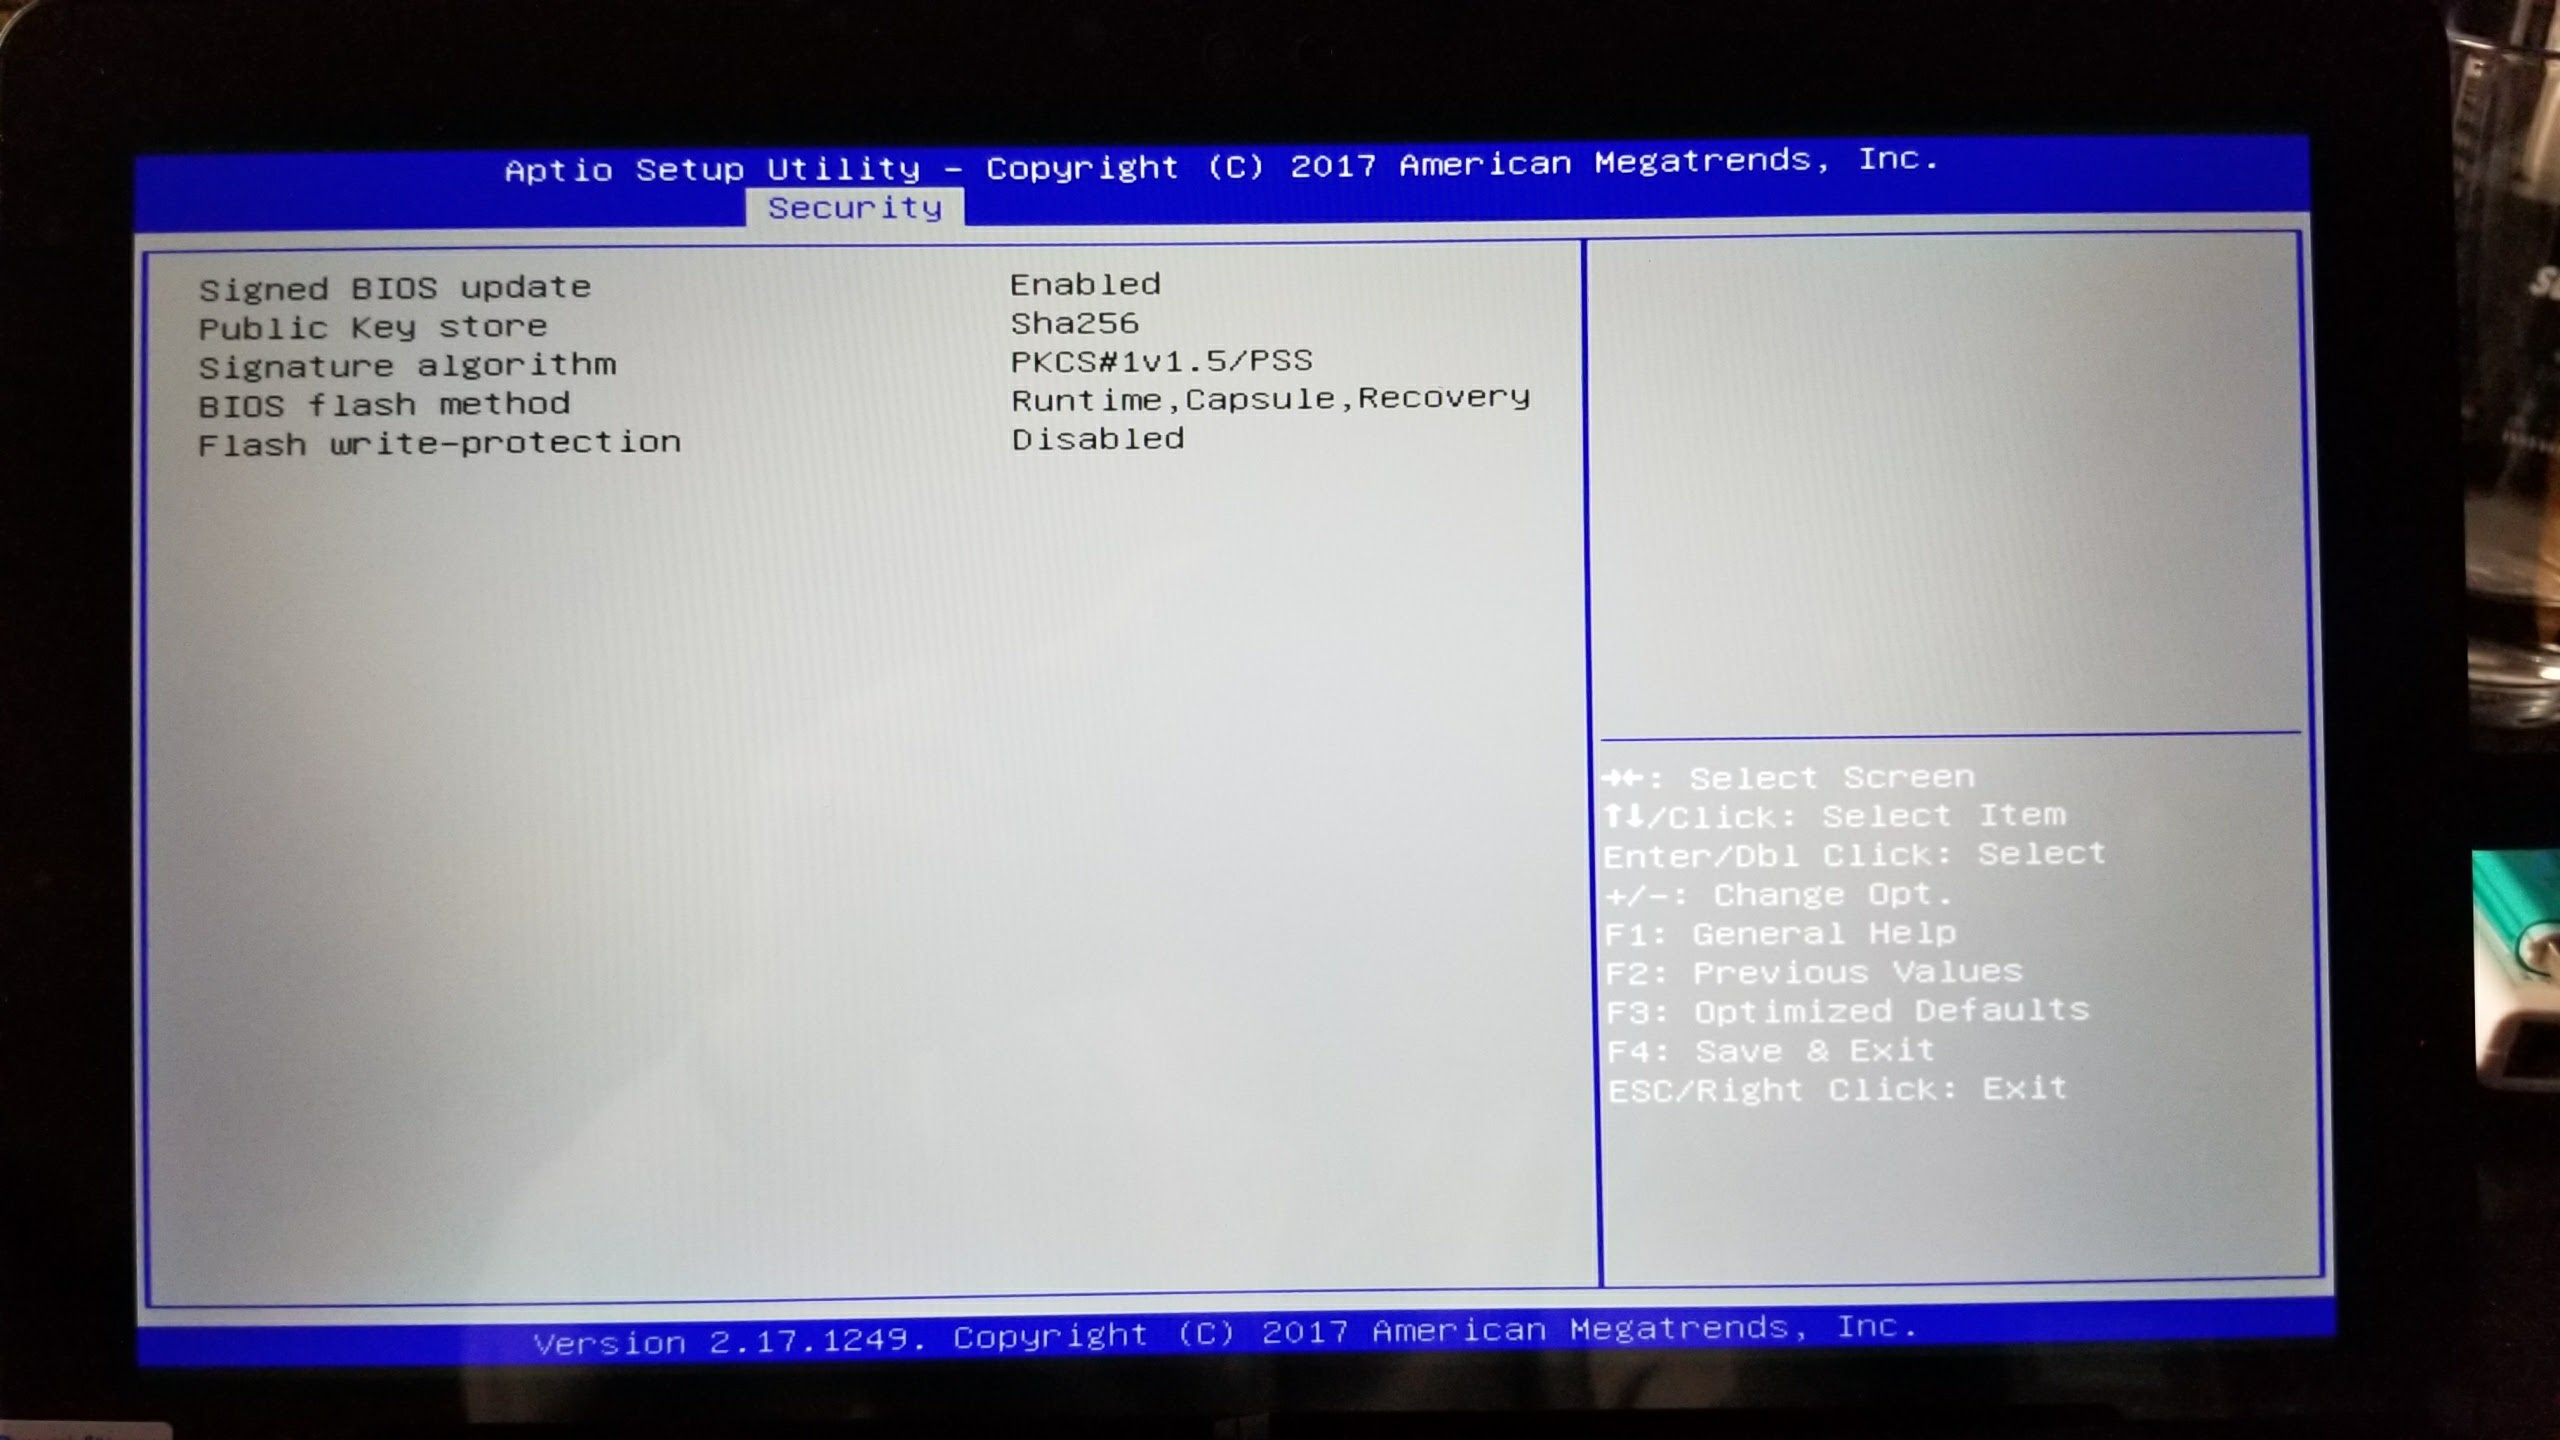 Aptio Setup Utility – Copyright (C) 2017 American Megatrends, Inc.
Security
Signed BIOS update Enabled
Public Key store Sha256
Signature algorithm PKCS#1v1.5/PSS
BIOS flash method Runtime,Capsule,Recovery
Flash write-protection Disabled
→←: Select Screen
↑↓/Click: Select Item
Enter/Dbl Click: Select
+/-: Change Opt.
F1: General Help
F2: Previous Values
F3: Optimized Defaults
F4: Save & Exit
ESC/Right Click: Exit
Version 2.17.1249. Copyright (C) 2017 American Megatrends, Inc.